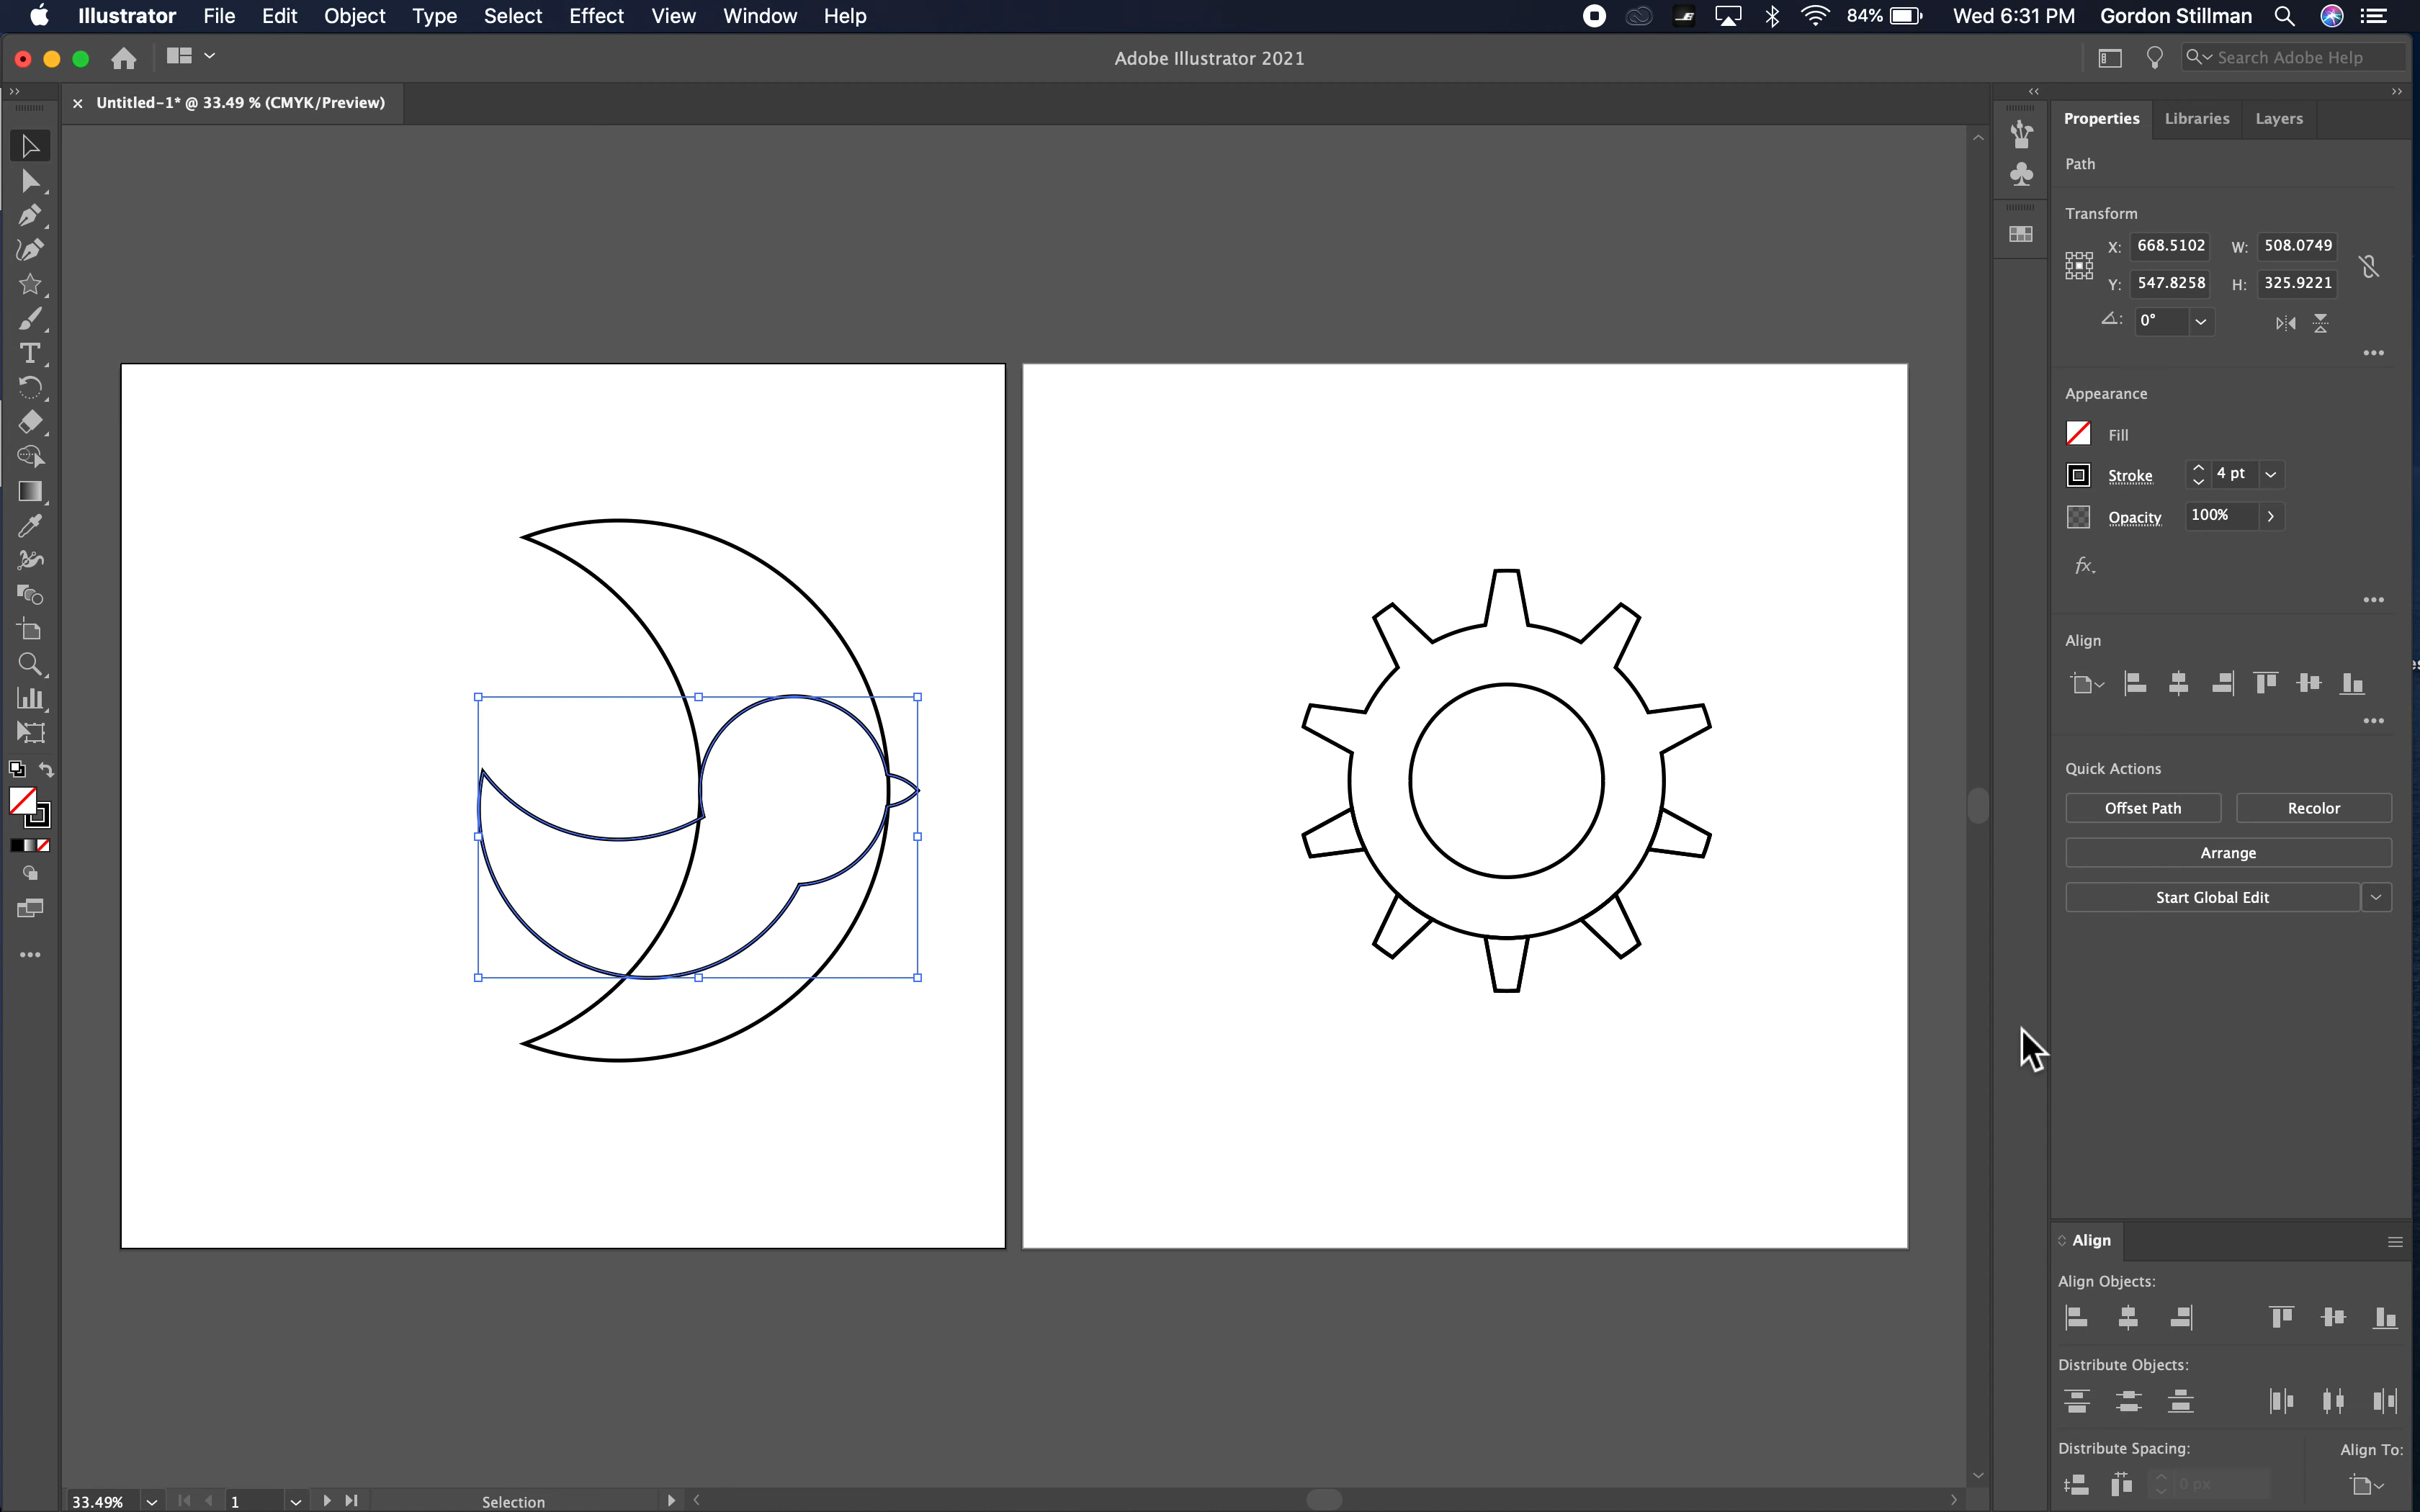 Illustrator File Edit Object Type Select Effect View Window Help 84% Wed 6:31 PM Gordon Stillman
Adobe Illustrator 2021
Search Adobe Help
Untitled-1* @ 33.49 % (CMYK/Preview)
Properties Libraries Layers
Path
Transform
X: 668.5102 W: 508.0749
Y: 547.8258 H: 325.9221
0°
Appearance
Fill
Stroke 4 pt
Opacity 100%
fx.
Align
Quick Actions
Offset Path Recolor
Arrange
Start Global Edit
Align
Align Objects:
Distribute Objects:
Distribute Spacing: Align To:
0 px
33.49% 1 Selection